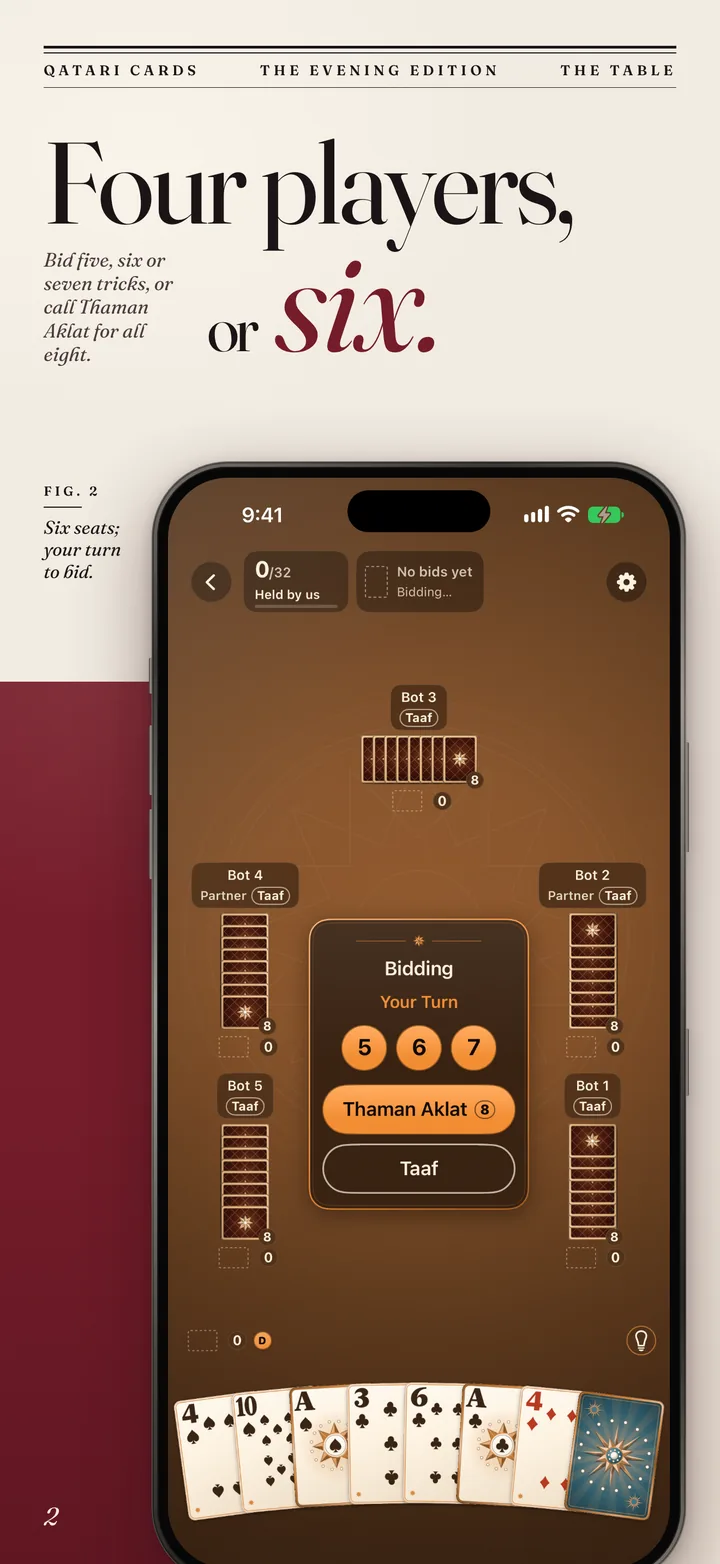 QATARI CARDS THE EVENING EDITION THE TABLE
Four players,
or six.
Bid five, six or
seven tricks, or
call Thaman
Aklat for all
eight.
FIG. 2
Six seats;
your turn
to bid.
9:41
0/32
Held by us
No bids yet
Bidding...
Bot 3
Taaf
8
0
Bot 4
Partner Taaf
8
0
Bot 2
Partner Taaf
8
0
Bidding
Your Turn
5 6 7
Thaman Aklat 8
Taaf
Bot 5
Taaf
8
0
Bot 1
Taaf
8
0
0 D
4 10 A 3 6 A 4
2